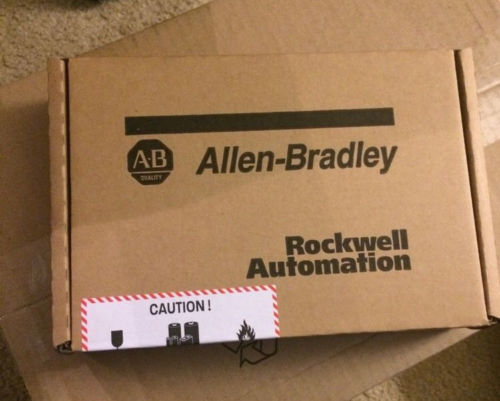 A·B
QUALITY
Allen-Bradley
Rockwell
Automation
CAUTION !